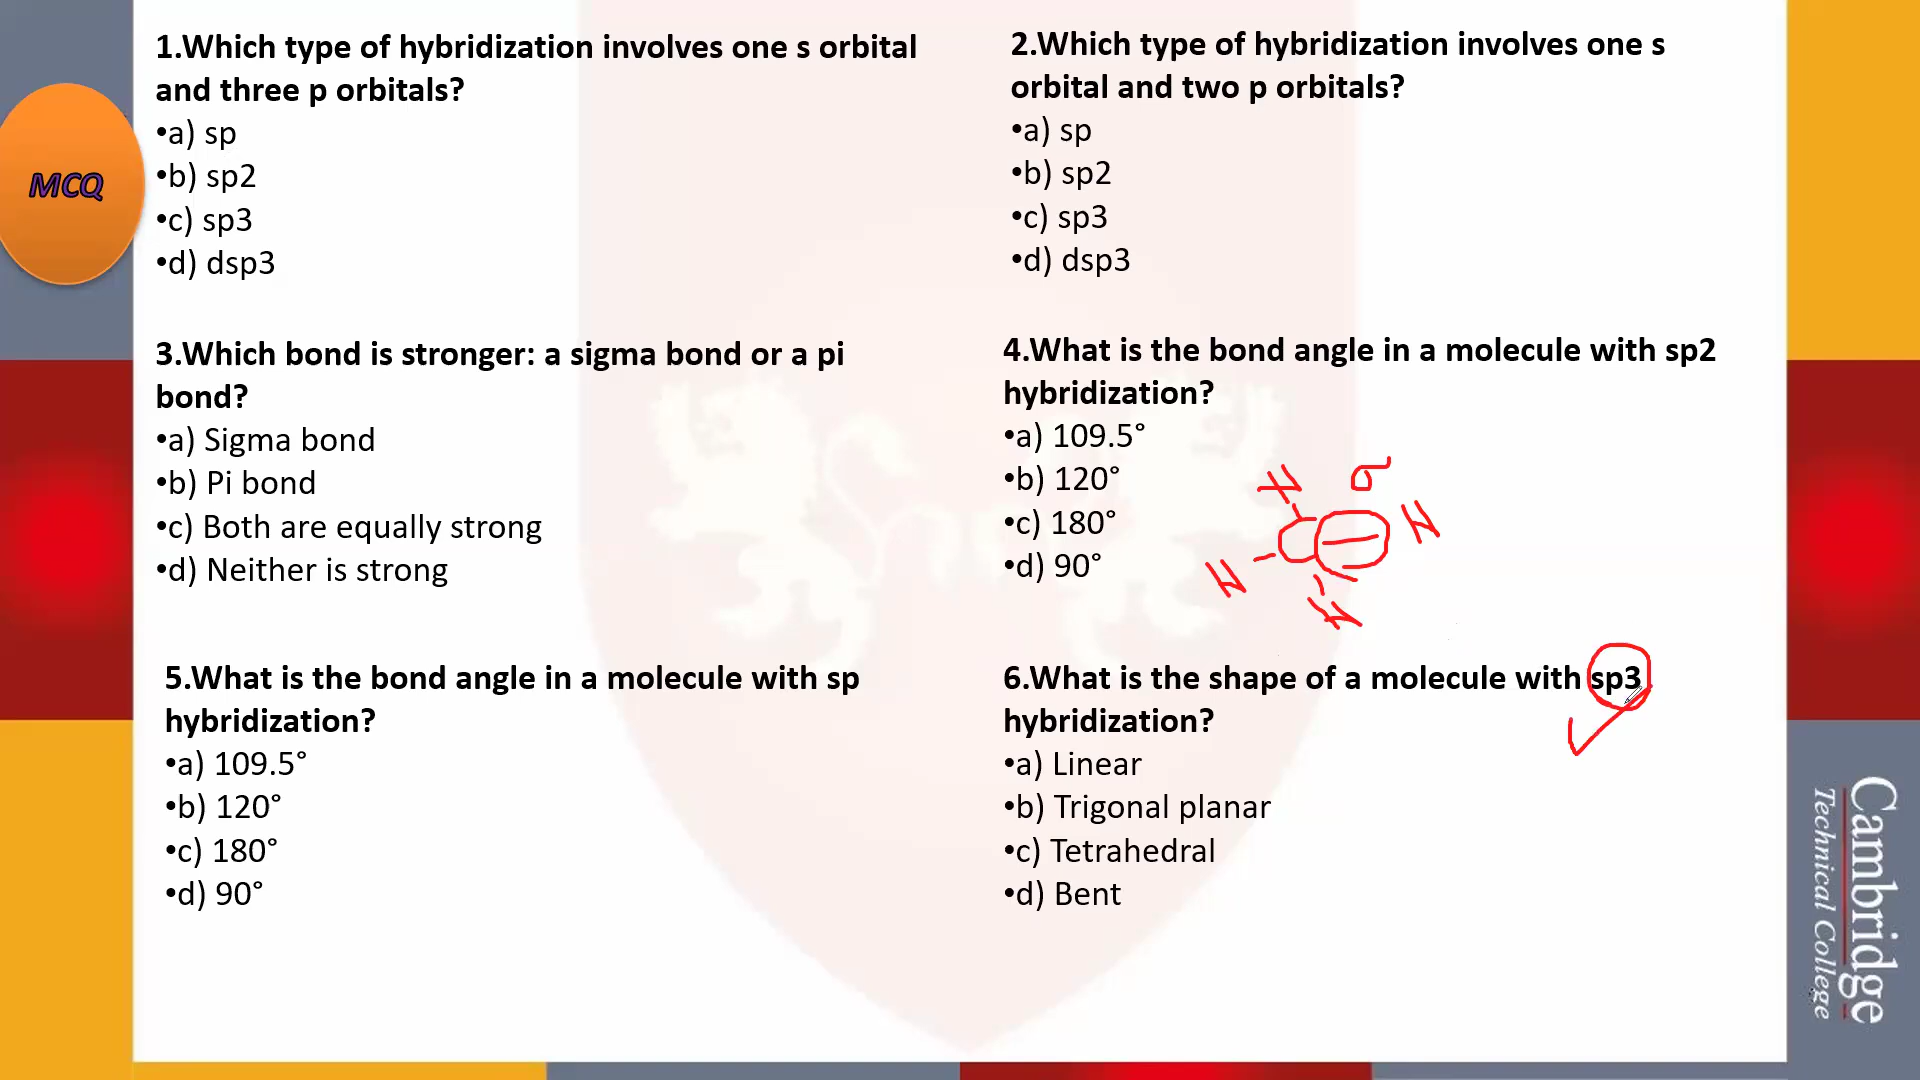 MCQ
1.Which type of hybridization involves one s orbital
and three p orbitals?
•a) sp
•b) sp2
•c) sp3
•d) dsp3
2.Which type of hybridization involves one s
orbital and two p orbitals?
•a) sp
•b) sp2
•c) sp3
•d) dsp3
3.Which bond is stronger: a sigma bond or a pi
bond?
•a) Sigma bond
•b) Pi bond
•c) Both are equally strong
•d) Neither is strong
4.What is the bond angle in a molecule with sp2
hybridization?
•a) 109.5°
•b) 120°
•c) 180°
•d) 90°
H
σ
H
H
H
5.What is the bond angle in a molecule with sp
hybridization?
•a) 109.5°
•b) 120°
•c) 180°
•d) 90°
6.What is the shape of a molecule with sp3
hybridization?
•a) Linear
•b) Trigonal planar
•c) Tetrahedral
•d) Bent
Cambridge
Technical College